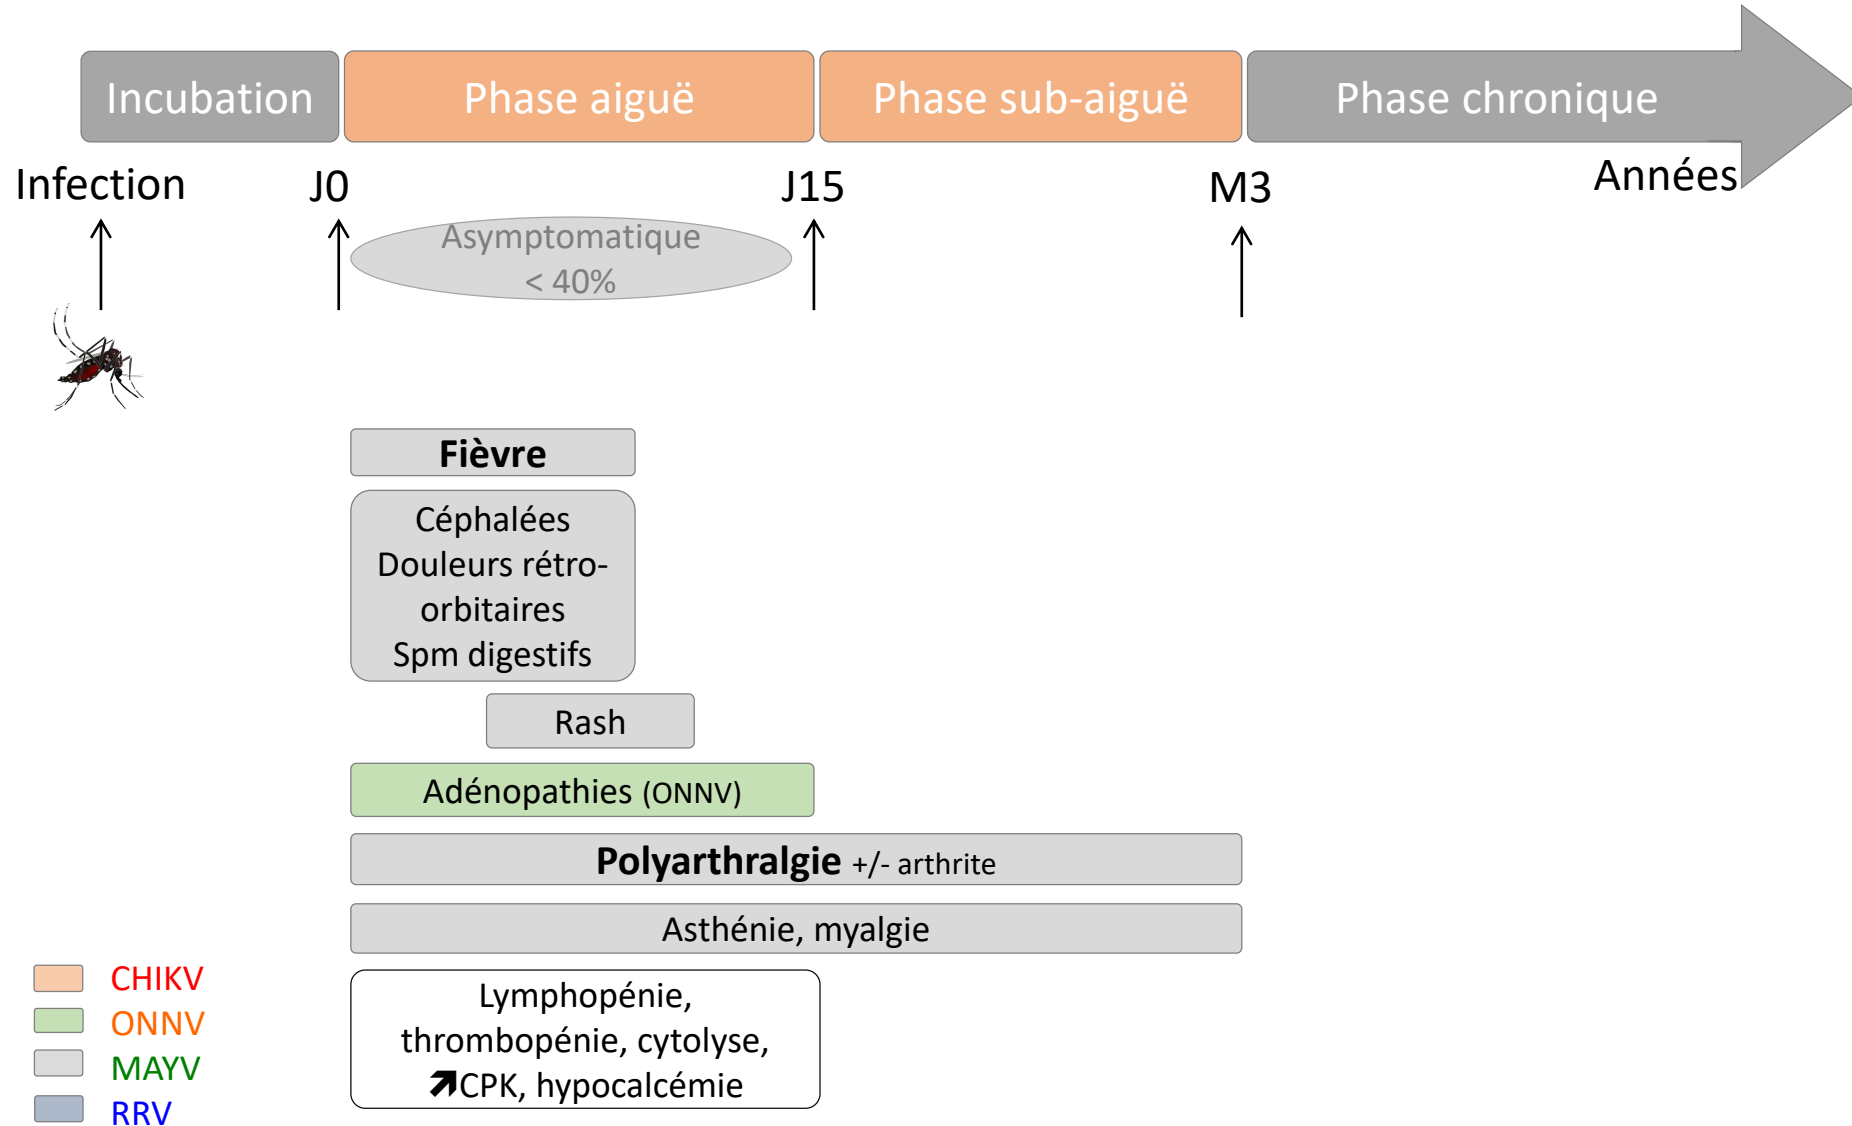 Incubation
Phase aiguë
Phase sub-aiguë
Phase chronique
Infection
J0
J15
M3
Années
Asymptomatique
< 40%
Fièvre
Céphalées
Douleurs rétro-
orbitaires
Spm digestifs
Rash
Adénopathies (ONNV)
Polyarthralgie +/- arthrite
Asthénie, myalgie
Lymphopénie,
thrombopénie, cytolyse,
↗CPK, hypocalcémie
CHIKV
ONNV
MAYV
RRV